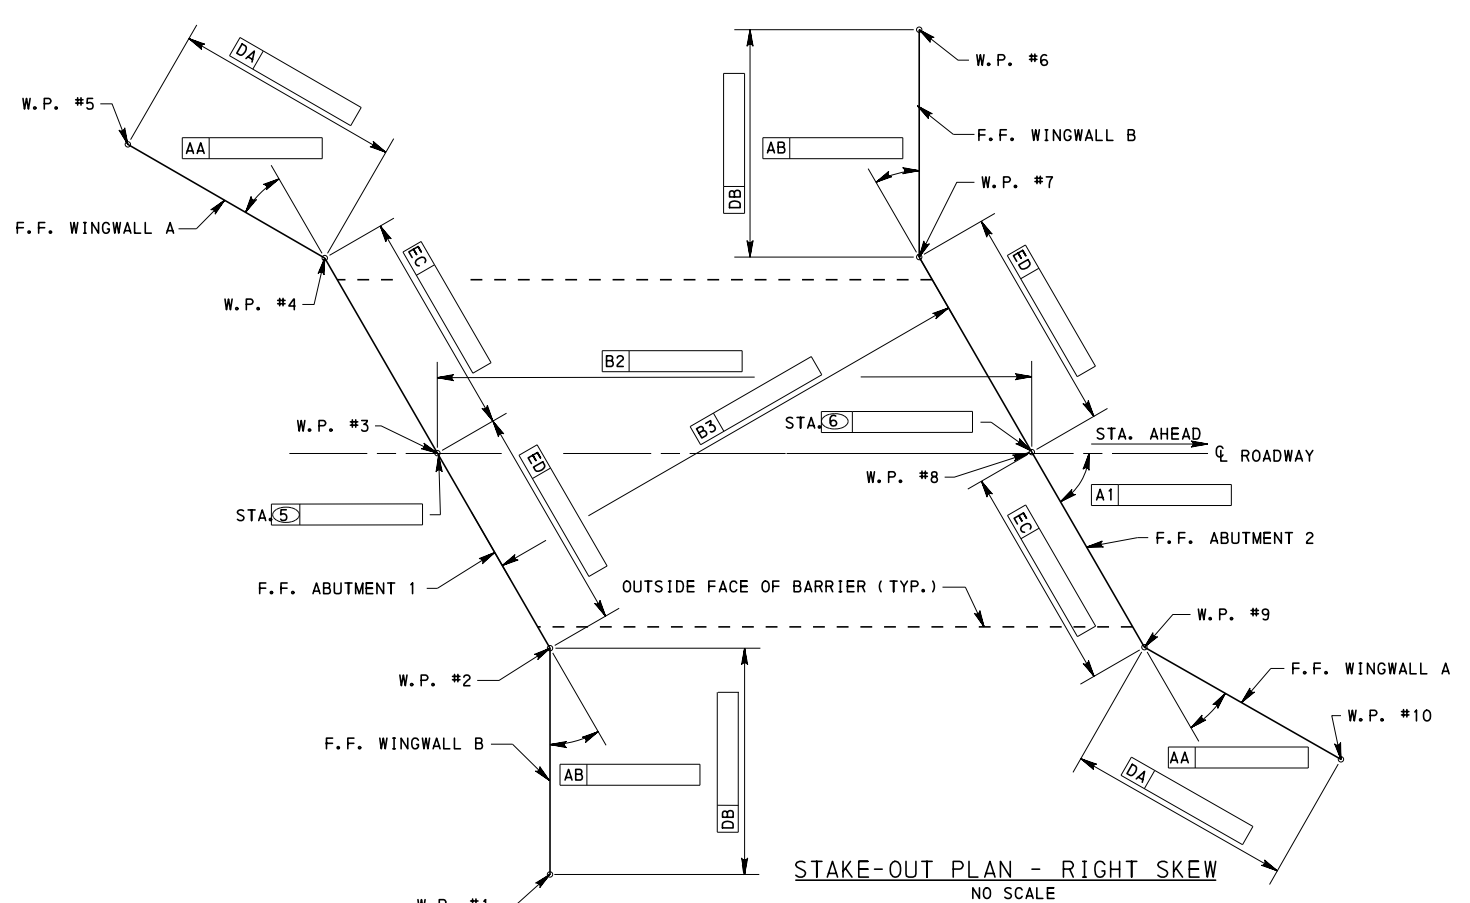 W.P. #6
DA
W.P. #5
F.F. WINGWALL B
AA
AB
W.P. #7
DB
F.F. WINGWALL A
EC
ED
W.P. #4
B2
B3
STA. 6
W.P. #3
STA. AHEAD
℄ ROADWAY
W.P. #8
A1
STA. 5
ED
EC
F.F. ABUTMENT 2
F.F. ABUTMENT 1
OUTSIDE FACE OF BARRIER (TYP.)
W.P. #9
W.P. #2
F.F. WINGWALL A
W.P. #10
F.F. WINGWALL B
AA
AB
DA
DB
STAKE-OUT PLAN - RIGHT SKEW
NO SCALE
W.P. #1